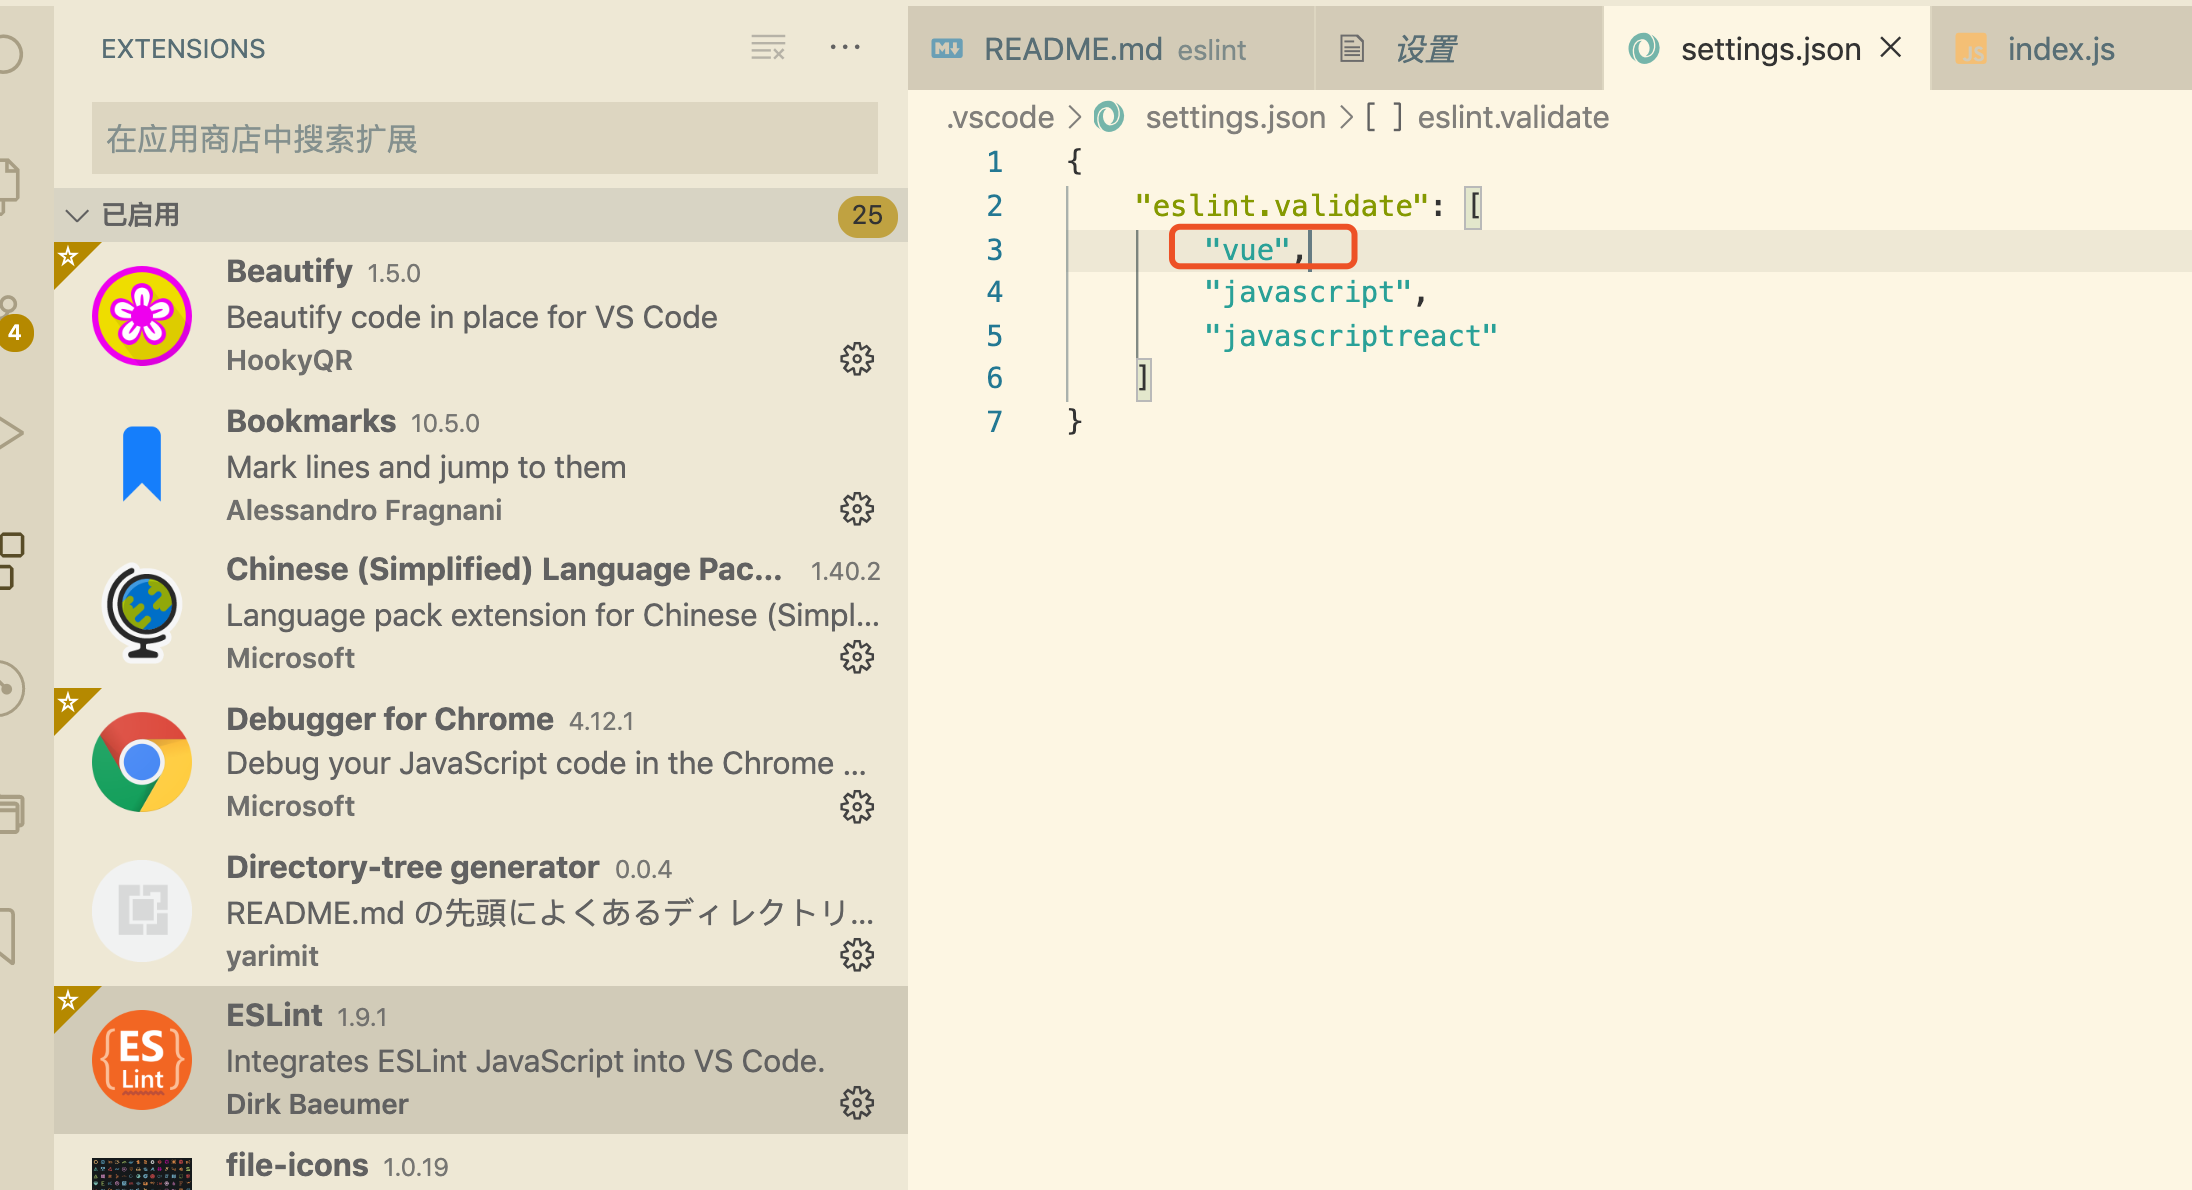 EXTENSIONS
在应用商店中搜索扩展
已启用 25
Beautify 1.5.0
Beautify code in place for VS Code
HookyQR
Bookmarks 10.5.0
Mark lines and jump to them
Alessandro Fragnani
Chinese (Simplified) Language Pac... 1.40.2
Language pack extension for Chinese (Simpl...
Microsoft
Debugger for Chrome 4.12.1
Debug your JavaScript code in the Chrome ...
Microsoft
Directory-tree generator 0.0.4
README.md の先頭によくあるディレクトリ...
yarimit
ESLint 1.9.1
Integrates ESLint JavaScript into VS Code.
Dirk Baeumer
file-icons 1.0.19
4
ES
Lint
README.md eslint
设置
settings.json
JS index.js
.vscode > settings.json > [ ] eslint.validate
1 {
2 "eslint.validate": [
3 "vue",
4 "javascript",
5 "javascriptreact"
6 ]
7 }